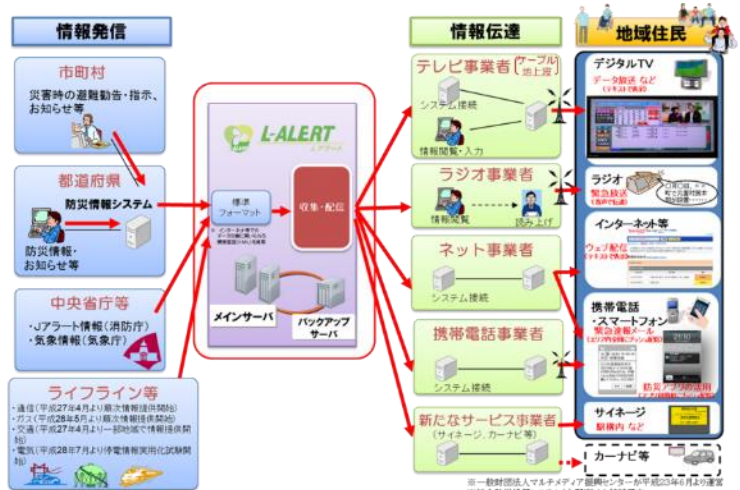 情報発信
市町村
災害時の避難勧告・指示、
お知らせ等
都道府県
防災情報システム
防災情報・
お知らせ等
中央省庁等
・Jアラート情報(消防庁)
・気象情報(気象庁)
ライフライン等
・通信(平成27年4月より順次情報提供開始)
・ガス(平成28年5月より順次情報提供開始)
・交通(平成27年4月より一部地域で情報提供開
始)
・電気(平成28年7月より停電情報実用化試験開
始)
L-ALERT
標準
フォーマット
収集・配信
メインサーバ
バックアップ
サーバ
情報伝達
テレビ事業者(ケーブル
地上波)
システム接続
情報閲覧・入力
ラジオ事業者
情報閲覧
読み上げ
ネット事業者
システム接続
携帯電話事業者
システム接続
新たなサービス事業者
(サイネージ、カーナビ等)
地域住民
デジタルTV
データ放送 など
(テキストで表示)
ラジオ
緊急放送
(音声で伝達)
インターネット等
ウェブ配信
(テキストで表示)
携帯電話
・スマートフォン
緊急速報メール
防災アプリの活用
サイネージ
駅構内 など
カーナビ等
※一般財団法人マルチメディア振興センターが平成23年6月より運営